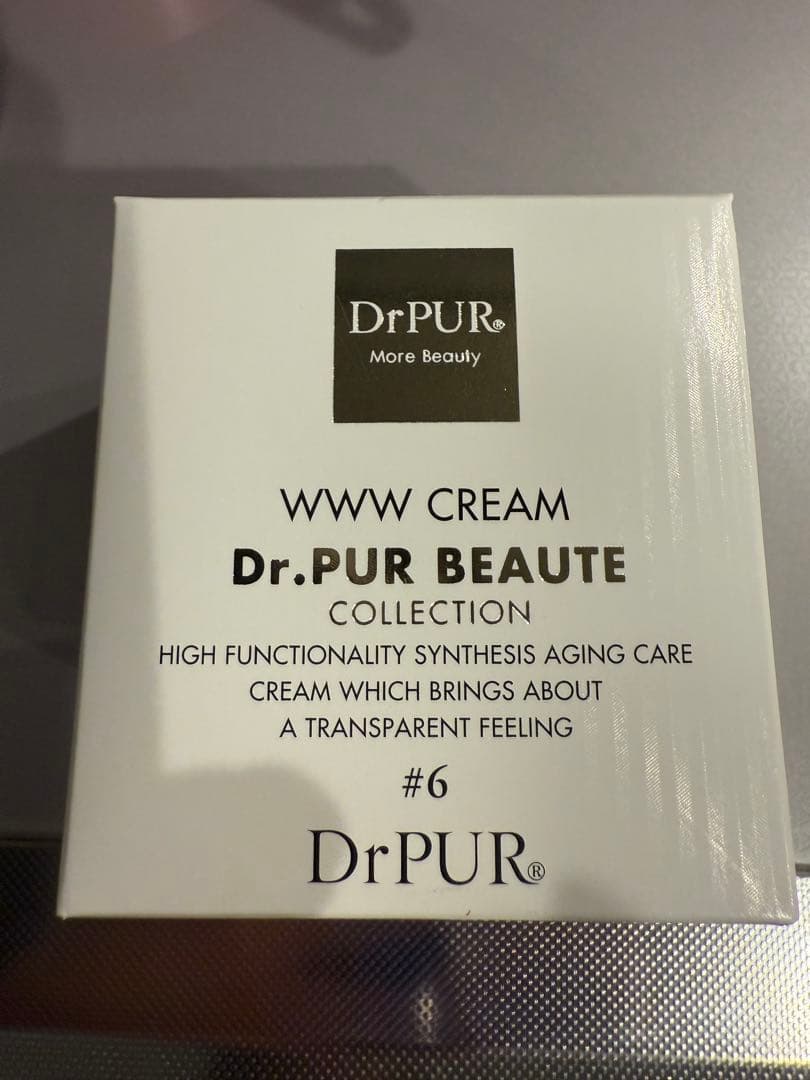 DrPUR®
More Beauty
WWW CREAM
Dr.PUR BEAUTE
COLLECTION
HIGH FUNCTIONALITY SYNTHESIS AGING CARE
CREAM WHICH BRINGS ABOUT
A TRANSPARENT FEELING
#6
DrPUR®